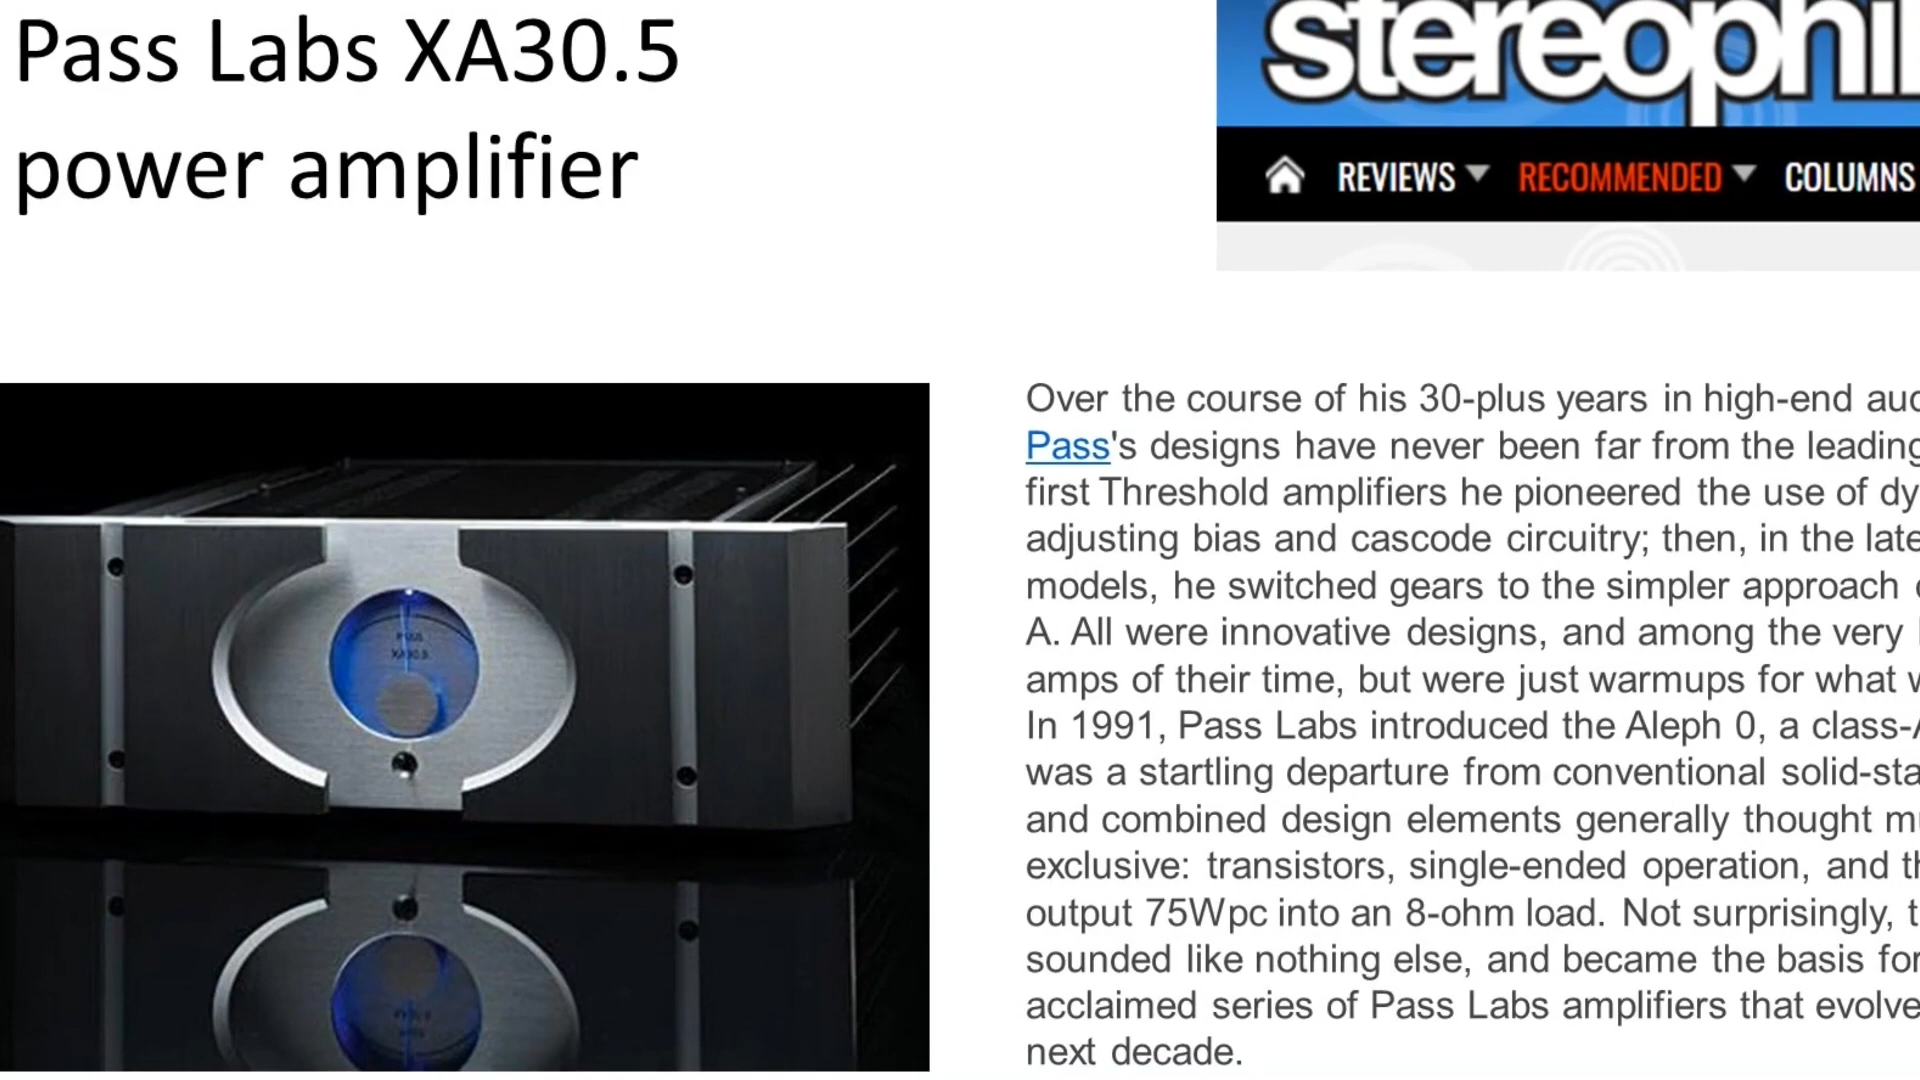 Pass Labs XA30.5
power amplifier
stereophi
REVIEWS RECOMMENDED COLUMNS
Over the course of his 30-plus years in high-end
Pass's designs have never been far from the leading
first Threshold amplifiers he pioneered the use of
adjusting bias and cascode circuitry; then, in the late
models, he switched gears to the simpler approach
A. All were innovative designs, and among the very
amps of their time, but were just warmups for what
In 1991, Pass Labs introduced the Aleph 0, a class-A
was a startling departure from conventional
and combined design elements generally thought
exclusive: transistors, single-ended operation, and
output 75Wpc into an 8-ohm load. Not surprisingly,
sounded like nothing else, and became the basis for
acclaimed series of Pass Labs amplifiers that
next decade.
PASS
XA30.5